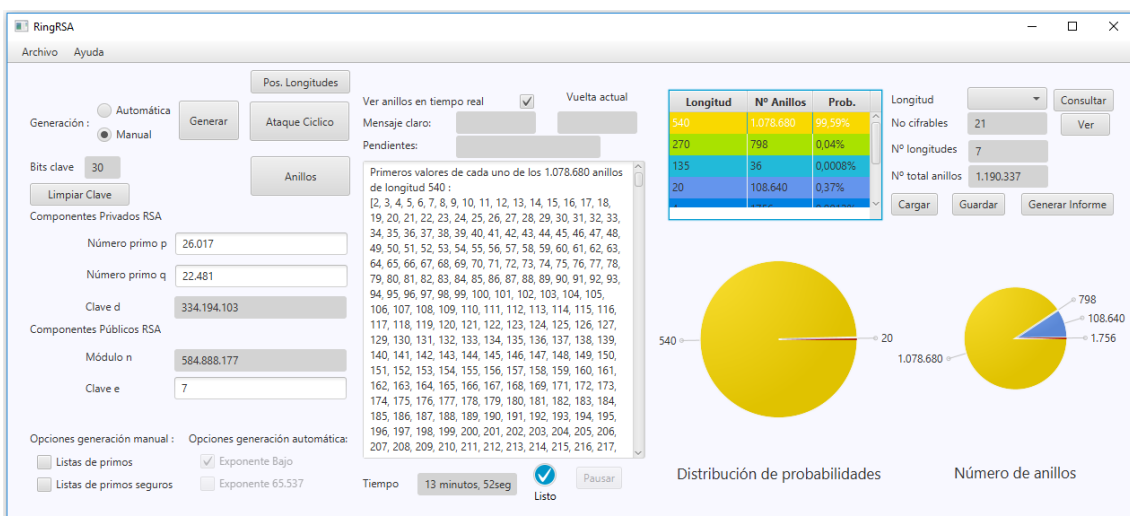 RingRSA
Archivo Ayuda
Pos. Longitudes
Generación :
Automática
Manual
Generar
Ataque Ciclico
Bits clave 30
Anillos
Limpiar Clave
Componentes Privados RSA
Número primo p 26.017
Número primo q 22.481
Clave d 334.194.103
Componentes Públicos RSA
Módulo n 584.888.177
Clave e 7
Opciones generación manual :
Listas de primos
Listas de primos seguros
Opciones generación automática:
Exponente Bajo
Exponente 65.537
Ver anillos en tiempo real
Vuelta actual
Mensaje claro:
Pendientes:
Primeros valores de cada uno de los 1.078.680 anillos
de longitud 540 :
[2, 3, 4, 5, 6, 7, 8, 9, 10, 11, 12, 13, 14, 15, 16, 17, 18,
19, 20, 21, 22, 23, 24, 25, 26, 27, 28, 29, 30, 31, 32, 33,
34, 35, 36, 37, 38, 39, 40, 41, 42, 43, 44, 45, 46, 47, 48,
49, 50, 51, 52, 53, 54, 55, 56, 57, 58, 59, 60, 61, 62, 63,
64, 65, 66, 67, 68, 69, 70, 71, 72, 73, 74, 75, 76, 77, 78,
79, 80, 81, 82, 83, 84, 85, 86, 87, 88, 89, 90, 91, 92, 93,
94, 95, 96, 97, 98, 99, 100, 101, 102, 103, 104, 105,
106, 107, 108, 109, 110, 111, 112, 113, 114, 115, 116,
117, 118, 119, 120, 121, 122, 123, 124, 125, 126, 127,
129, 130, 131, 132, 133, 134, 135, 136, 137, 138, 139,
140, 141, 142, 143, 144, 145, 146, 147, 148, 149, 150,
151, 152, 153, 154, 155, 156, 157, 158, 159, 160, 161,
162, 163, 164, 165, 166, 167, 168, 169, 171, 172, 173,
174, 175, 176, 177, 178, 179, 180, 181, 182, 183, 184,
185, 186, 187, 188, 189, 190, 191, 192, 193, 194, 195,
196, 197, 198, 199, 200, 201, 202, 203, 204, 205, 206,
207, 208, 209, 210, 211, 212, 213, 214, 215, 216, 217,
Tiempo 13 minutos, 52seg
Listo
Pausar
Longitud Nº Anillos Prob.
540 1.078.680 99,59%
270 798 0,04%
135 36 0,0008%
20 108.640 0,37%
Longitud
Consultar
No cifrables 21
Ver
Nº longitudes 7
Nº total anillos 1.190.337
Cargar Guardar Generar Informe
540
20
Distribución de probabilidades
798
108.640
1.756
1.078.680
Número de anillos